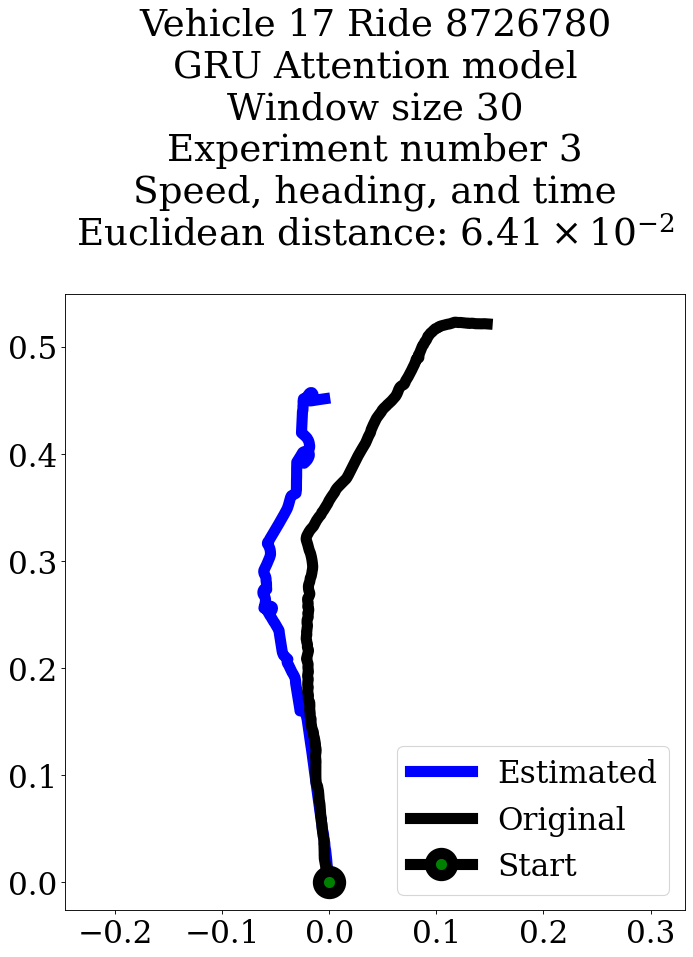 Vehicle 17 Ride 8726780
GRU Attention model
Window size 30
Experiment number 3
Speed, heading, and time
Euclidean distance: 6.41 × 10⁻²
0.5
0.4
0.3
0.2
0.1
0.0
Estimated
Original
Start
−0.2 −0.1 0.0 0.1 0.2 0.3